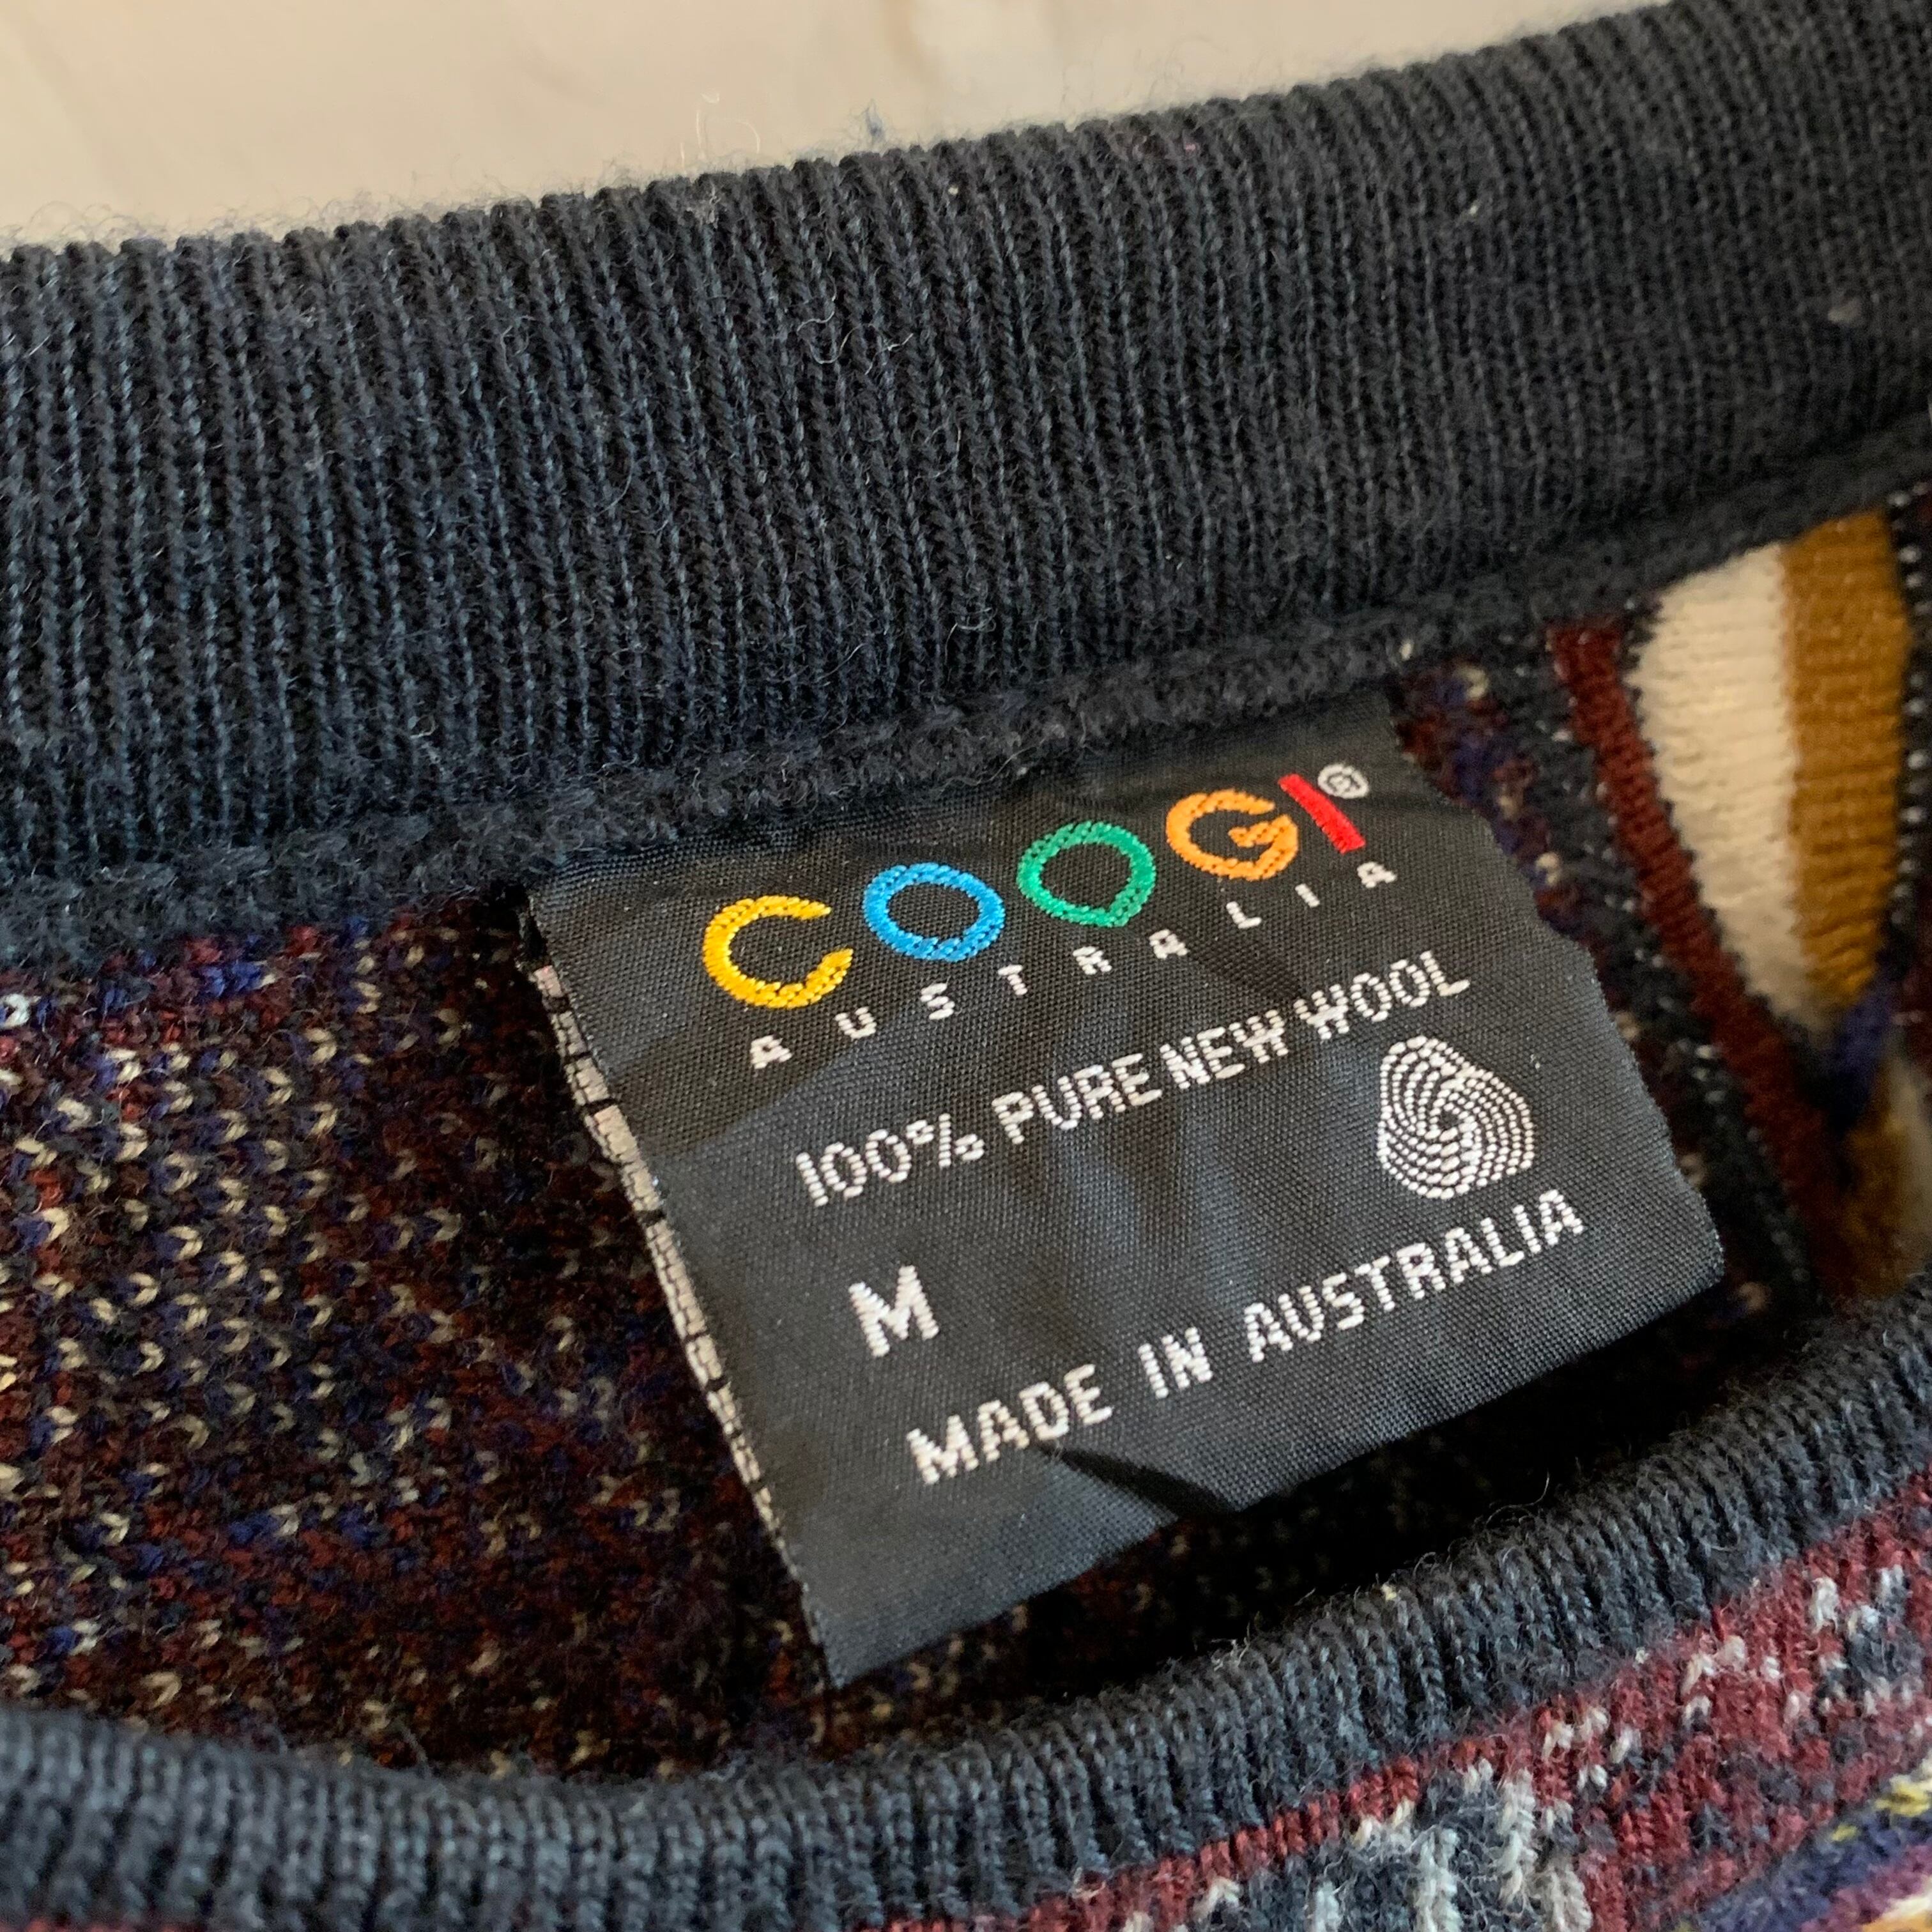 COOGI®
AUSTRALIA
100% PURE NEW WOOL
M
MADE IN AUSTRALIA